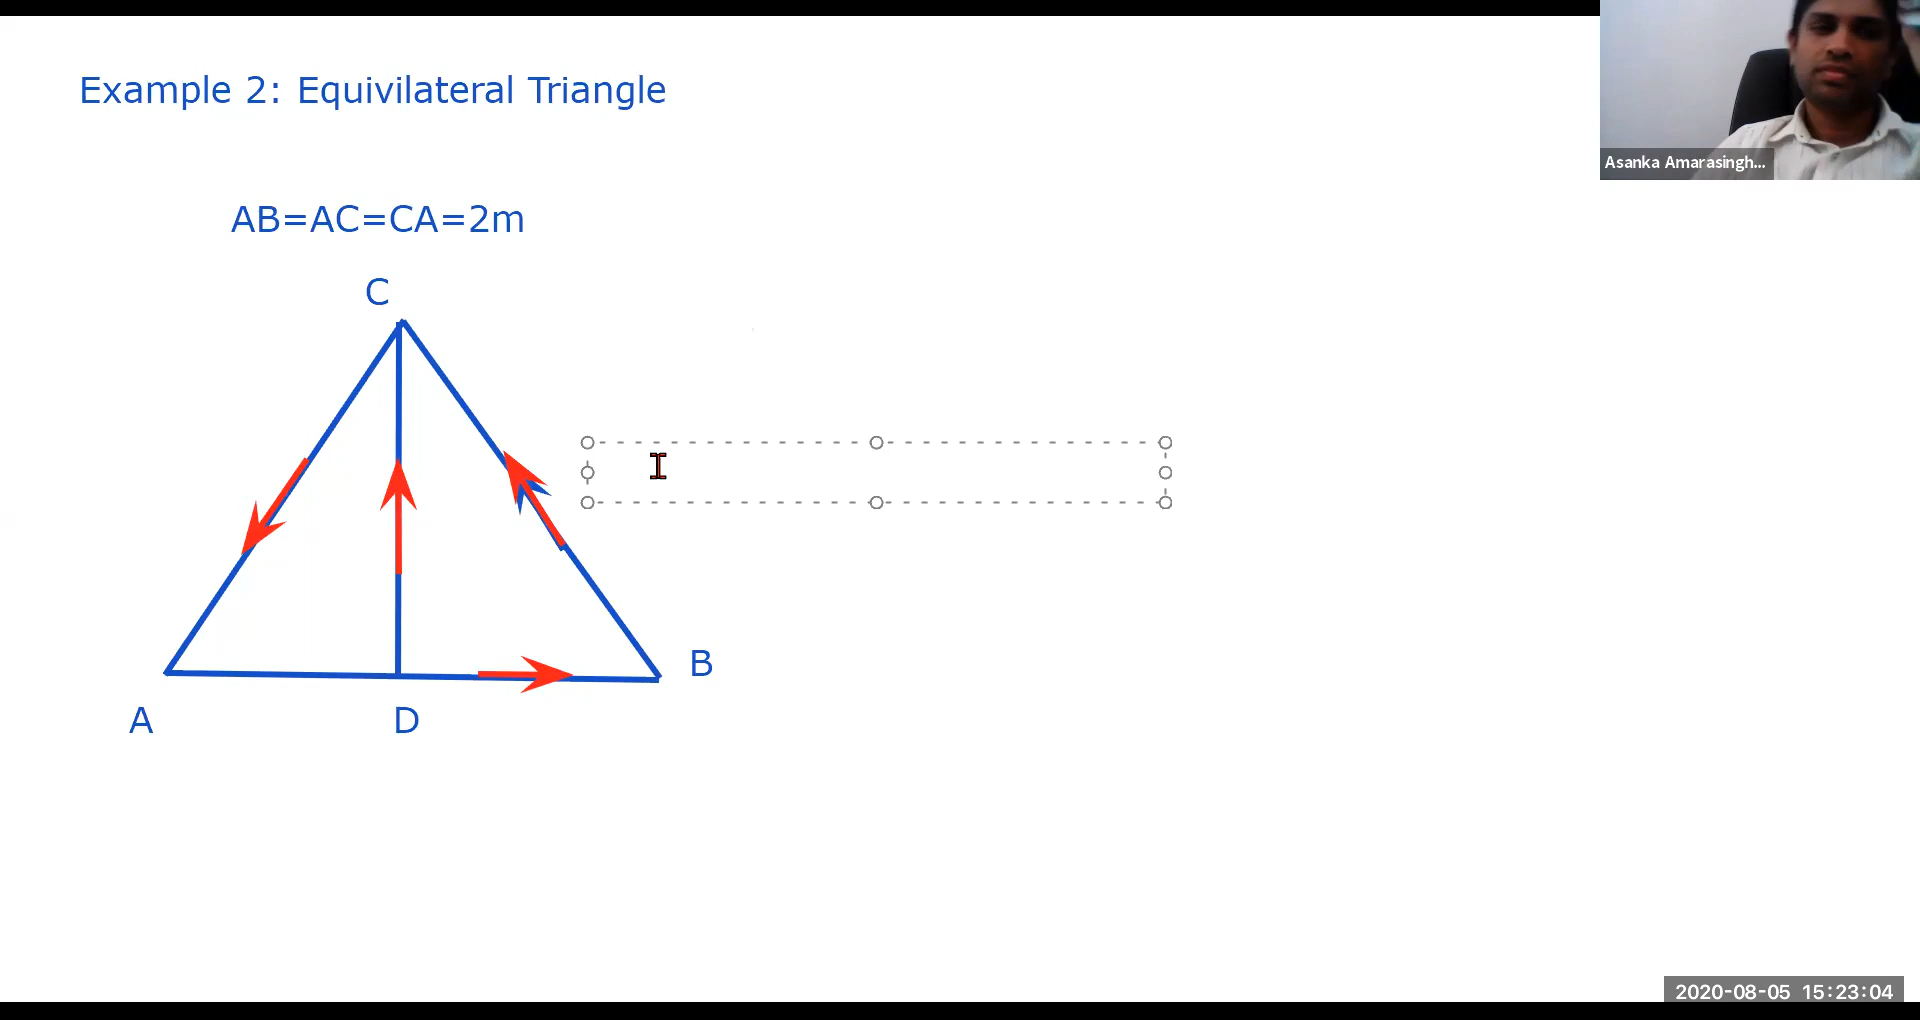 Example 2: Equivilateral Triangle
Asanka Amarasingh...
AB=AC=CA=2m
C
B
A
D
2020-08-05 15:23:04